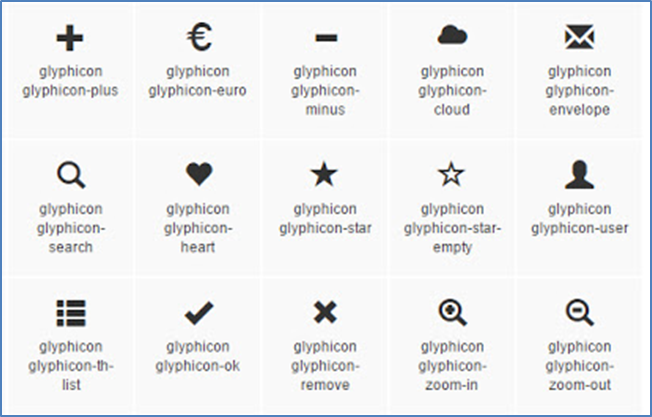 glyphicon
glyphicon-plus
glyphicon
glyphicon-euro
glyphicon
glyphicon-
minus
glyphicon
glyphicon-
cloud
glyphicon
glyphicon-
envelope
glyphicon
glyphicon-
search
glyphicon
glyphicon-
heart
glyphicon
glyphicon-star
glyphicon
glyphicon-star-
empty
glyphicon
glyphicon-user
glyphicon
glyphicon-th-
list
glyphicon
glyphicon-ok
glyphicon
glyphicon-
remove
glyphicon
glyphicon-
zoom-in
glyphicon
glyphicon-
zoom-out